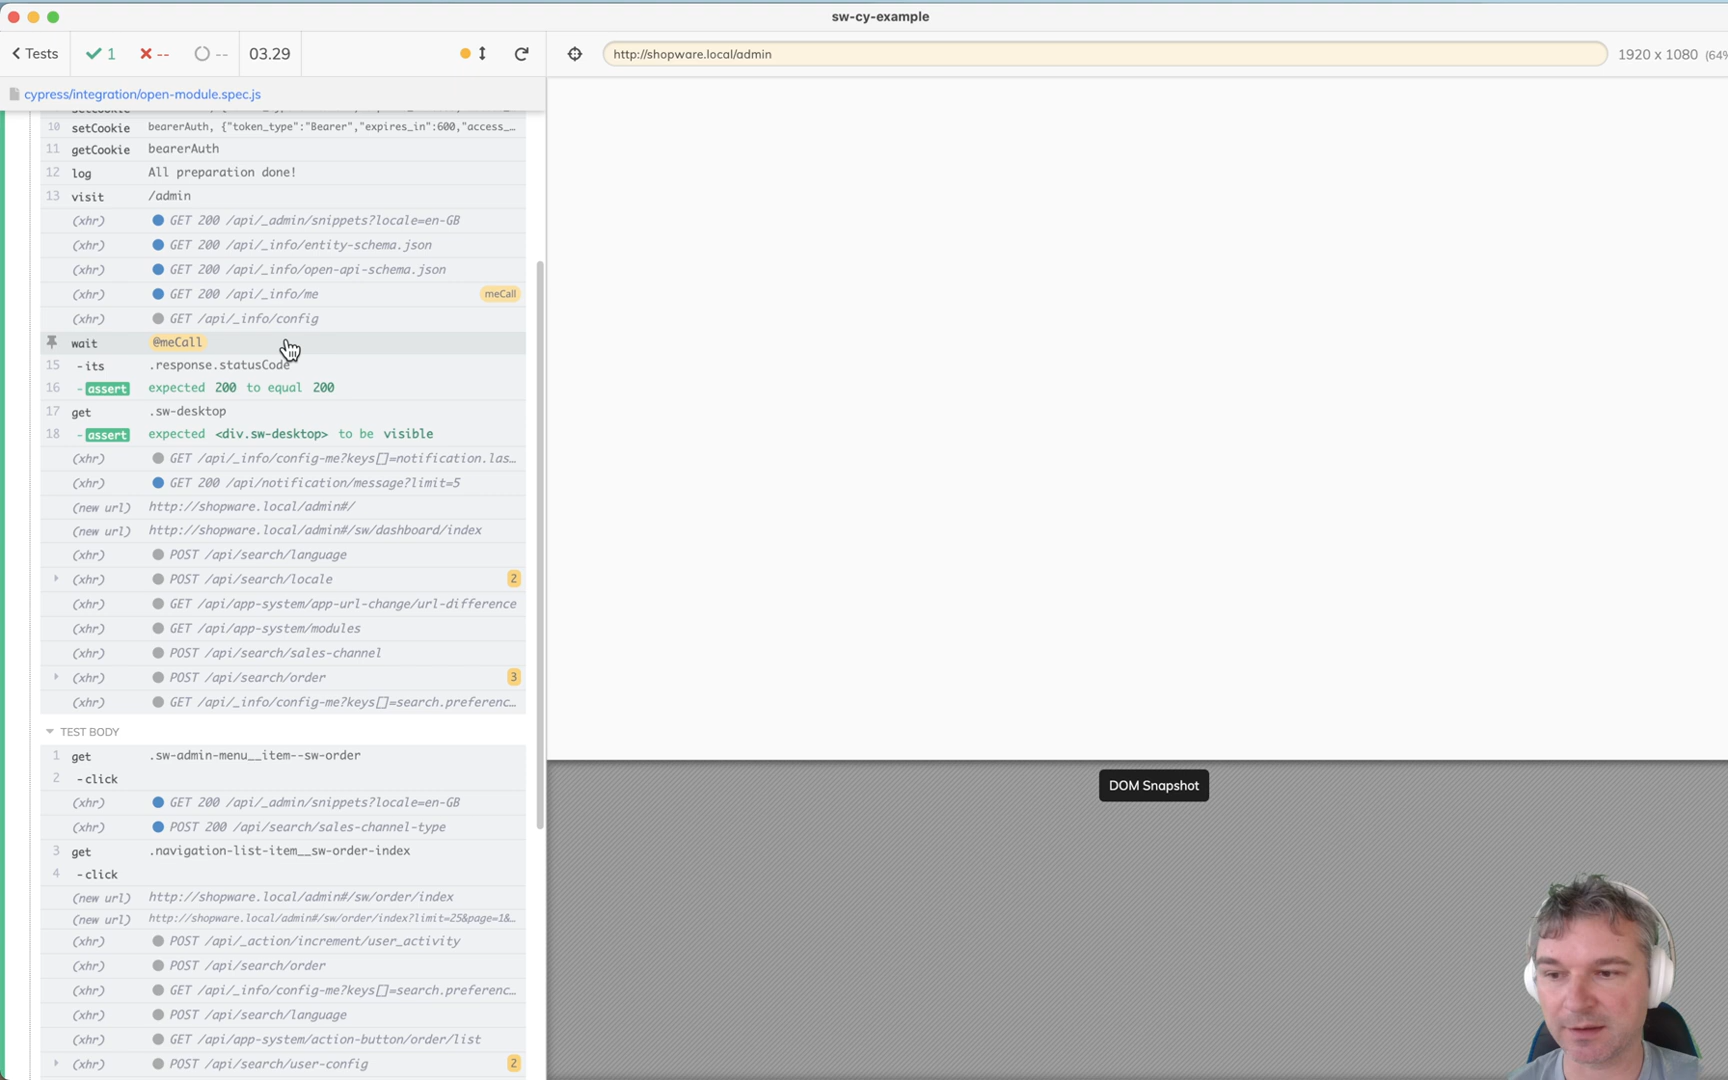 sw-cy-example
Tests
1
--
--
03.29
http://shopware.local/admin
1920 x 1080 (64%
cypress/integration/open-module.spec.js
setCookie
10 setCookie bearerAuth, {"token_type":"Bearer","expires_in":600,"access_…
11 getCookie bearerAuth
12 log All preparation done!
13 visit /admin
(xhr) GET 200 /api/_admin/snippets?locale=en-GB
(xhr) GET 200 /api/_info/entity-schema.json
(xhr) GET 200 /api/_info/open-api-schema.json
(xhr) GET 200 /api/_info/me meCall
(xhr) GET /api/_info/config
wait @meCall
15 -its .response.statusCode
16 -assert expected 200 to equal 200
17 get .sw-desktop
18 -assert expected <div.sw-desktop> to be visible
(xhr) GET /api/_info/config-me?keys[]=notification.las…
(xhr) GET 200 /api/notification/message?limit=5
(new url) http://shopware.local/admin#/
(new url) http://shopware.local/admin#/sw/dashboard/index
(xhr) POST /api/search/language
(xhr) POST /api/search/locale 2
(xhr) GET /api/app-system/app-url-change/url-difference
(xhr) GET /api/app-system/modules
(xhr) POST /api/search/sales-channel
(xhr) POST /api/search/order 3
(xhr) GET /api/_info/config-me?keys[]=search.preferenc…
TEST BODY
1 get .sw-admin-menu__item--sw-order
2 -click
(xhr) GET 200 /api/_admin/snippets?locale=en-GB
(xhr) POST 200 /api/search/sales-channel-type
3 get .navigation-list-item__sw-order-index
4 -click
(new url) http://shopware.local/admin#/sw/order/index
(new url) http://shopware.local/admin#/sw/order/index?limit=25&page=1&…
(xhr) POST /api/_action/increment/user_activity
(xhr) POST /api/search/order
(xhr) GET /api/_info/config-me?keys[]=search.preferenc…
(xhr) POST /api/search/language
(xhr) GET /api/app-system/action-button/order/list
(xhr) POST /api/search/user-config 2
DOM Snapshot